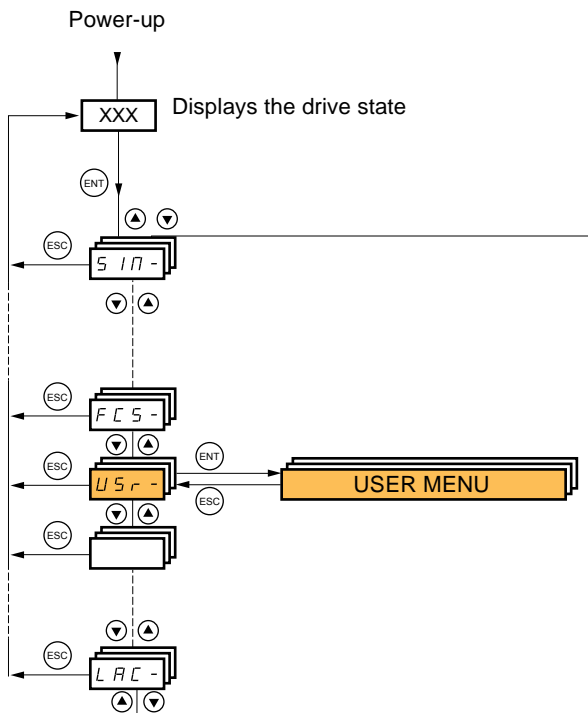 Power-up
XXX Displays the drive state
ENT
ESC
SIM-
ESC
FCS-
ESC
ENT
USr-
USER MENU
ESC
ESC
ESC
LAC-